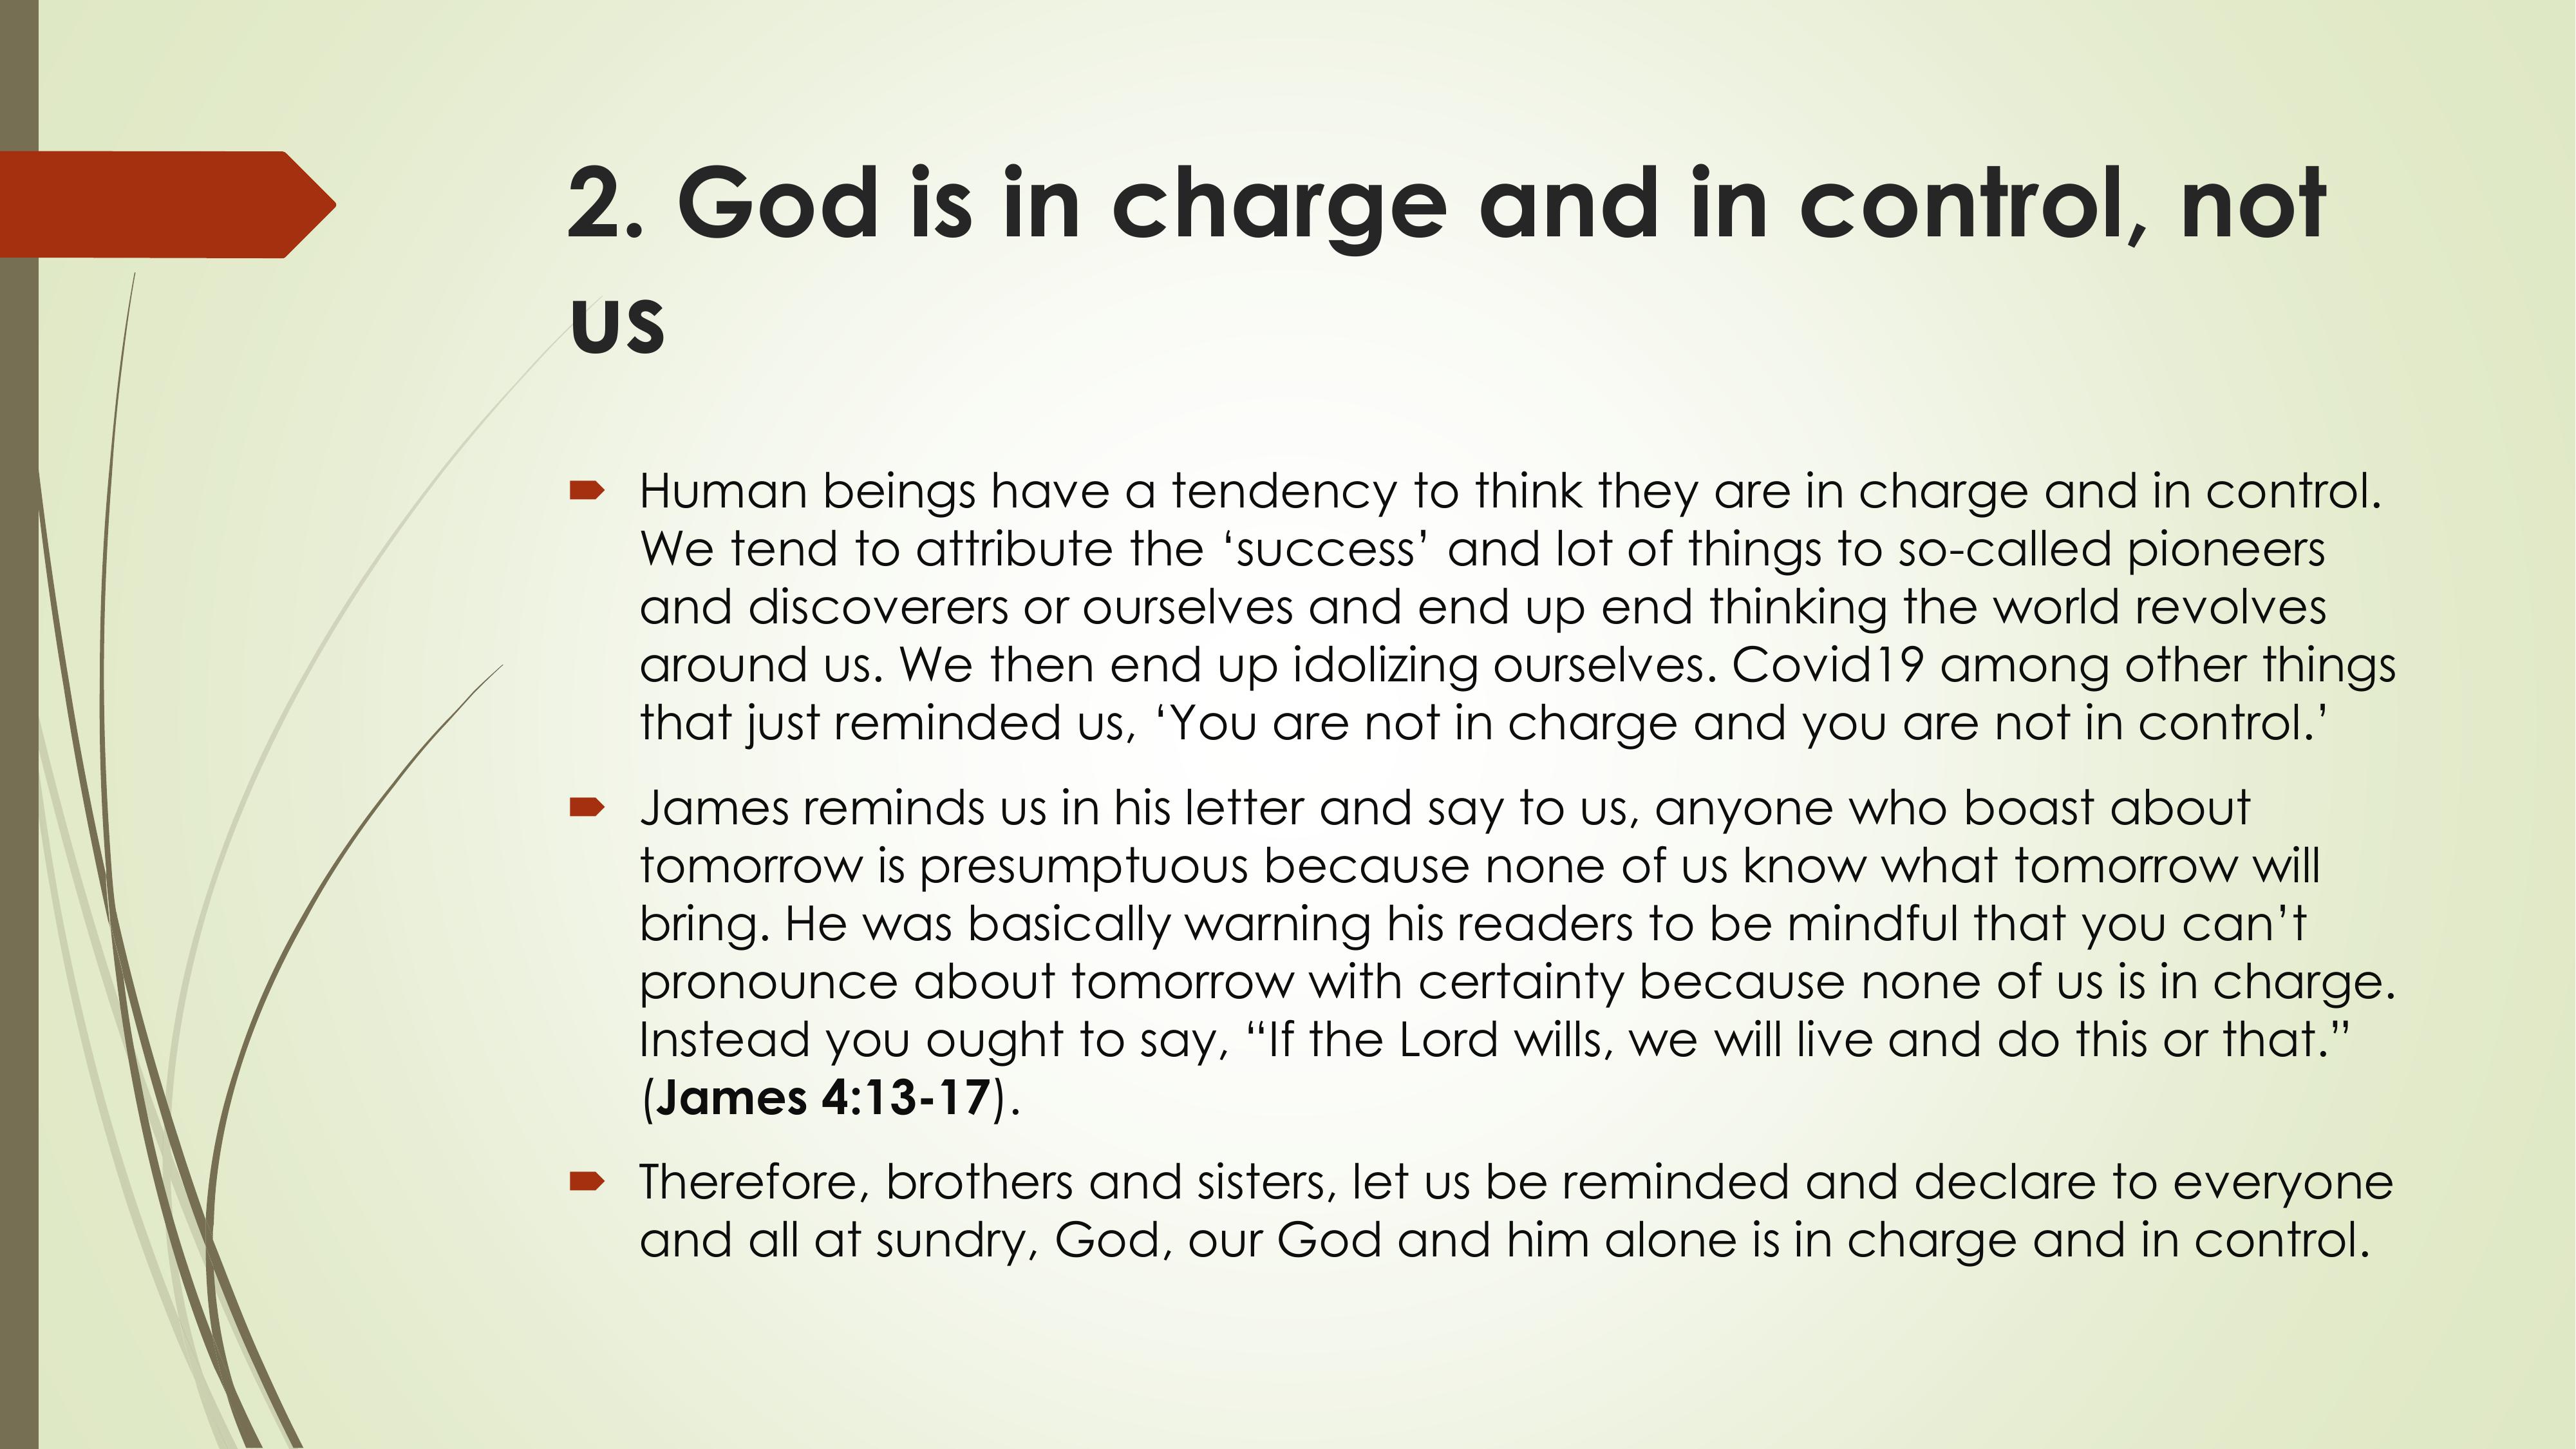 2. God is in charge and in control, not
us
Human beings have a tendency to think they are in charge and in control.
We tend to attribute the ‘success’ and lot of things to so-called pioneers
and discoverers or ourselves and end up end thinking the world revolves
around us. We then end up idolizing ourselves. Covid19 among other things
that just reminded us, ‘You are not in charge and you are not in control.’
James reminds us in his letter and say to us, anyone who boast about
tomorrow is presumptuous because none of us know what tomorrow will
bring. He was basically warning his readers to be mindful that you can’t
pronounce about tomorrow with certainty because none of us is in charge.
Instead you ought to say, “If the Lord wills, we will live and do this or that.”
(James 4:13-17).
Therefore, brothers and sisters, let us be reminded and declare to everyone
and all at sundry, God, our God and him alone is in charge and in control.